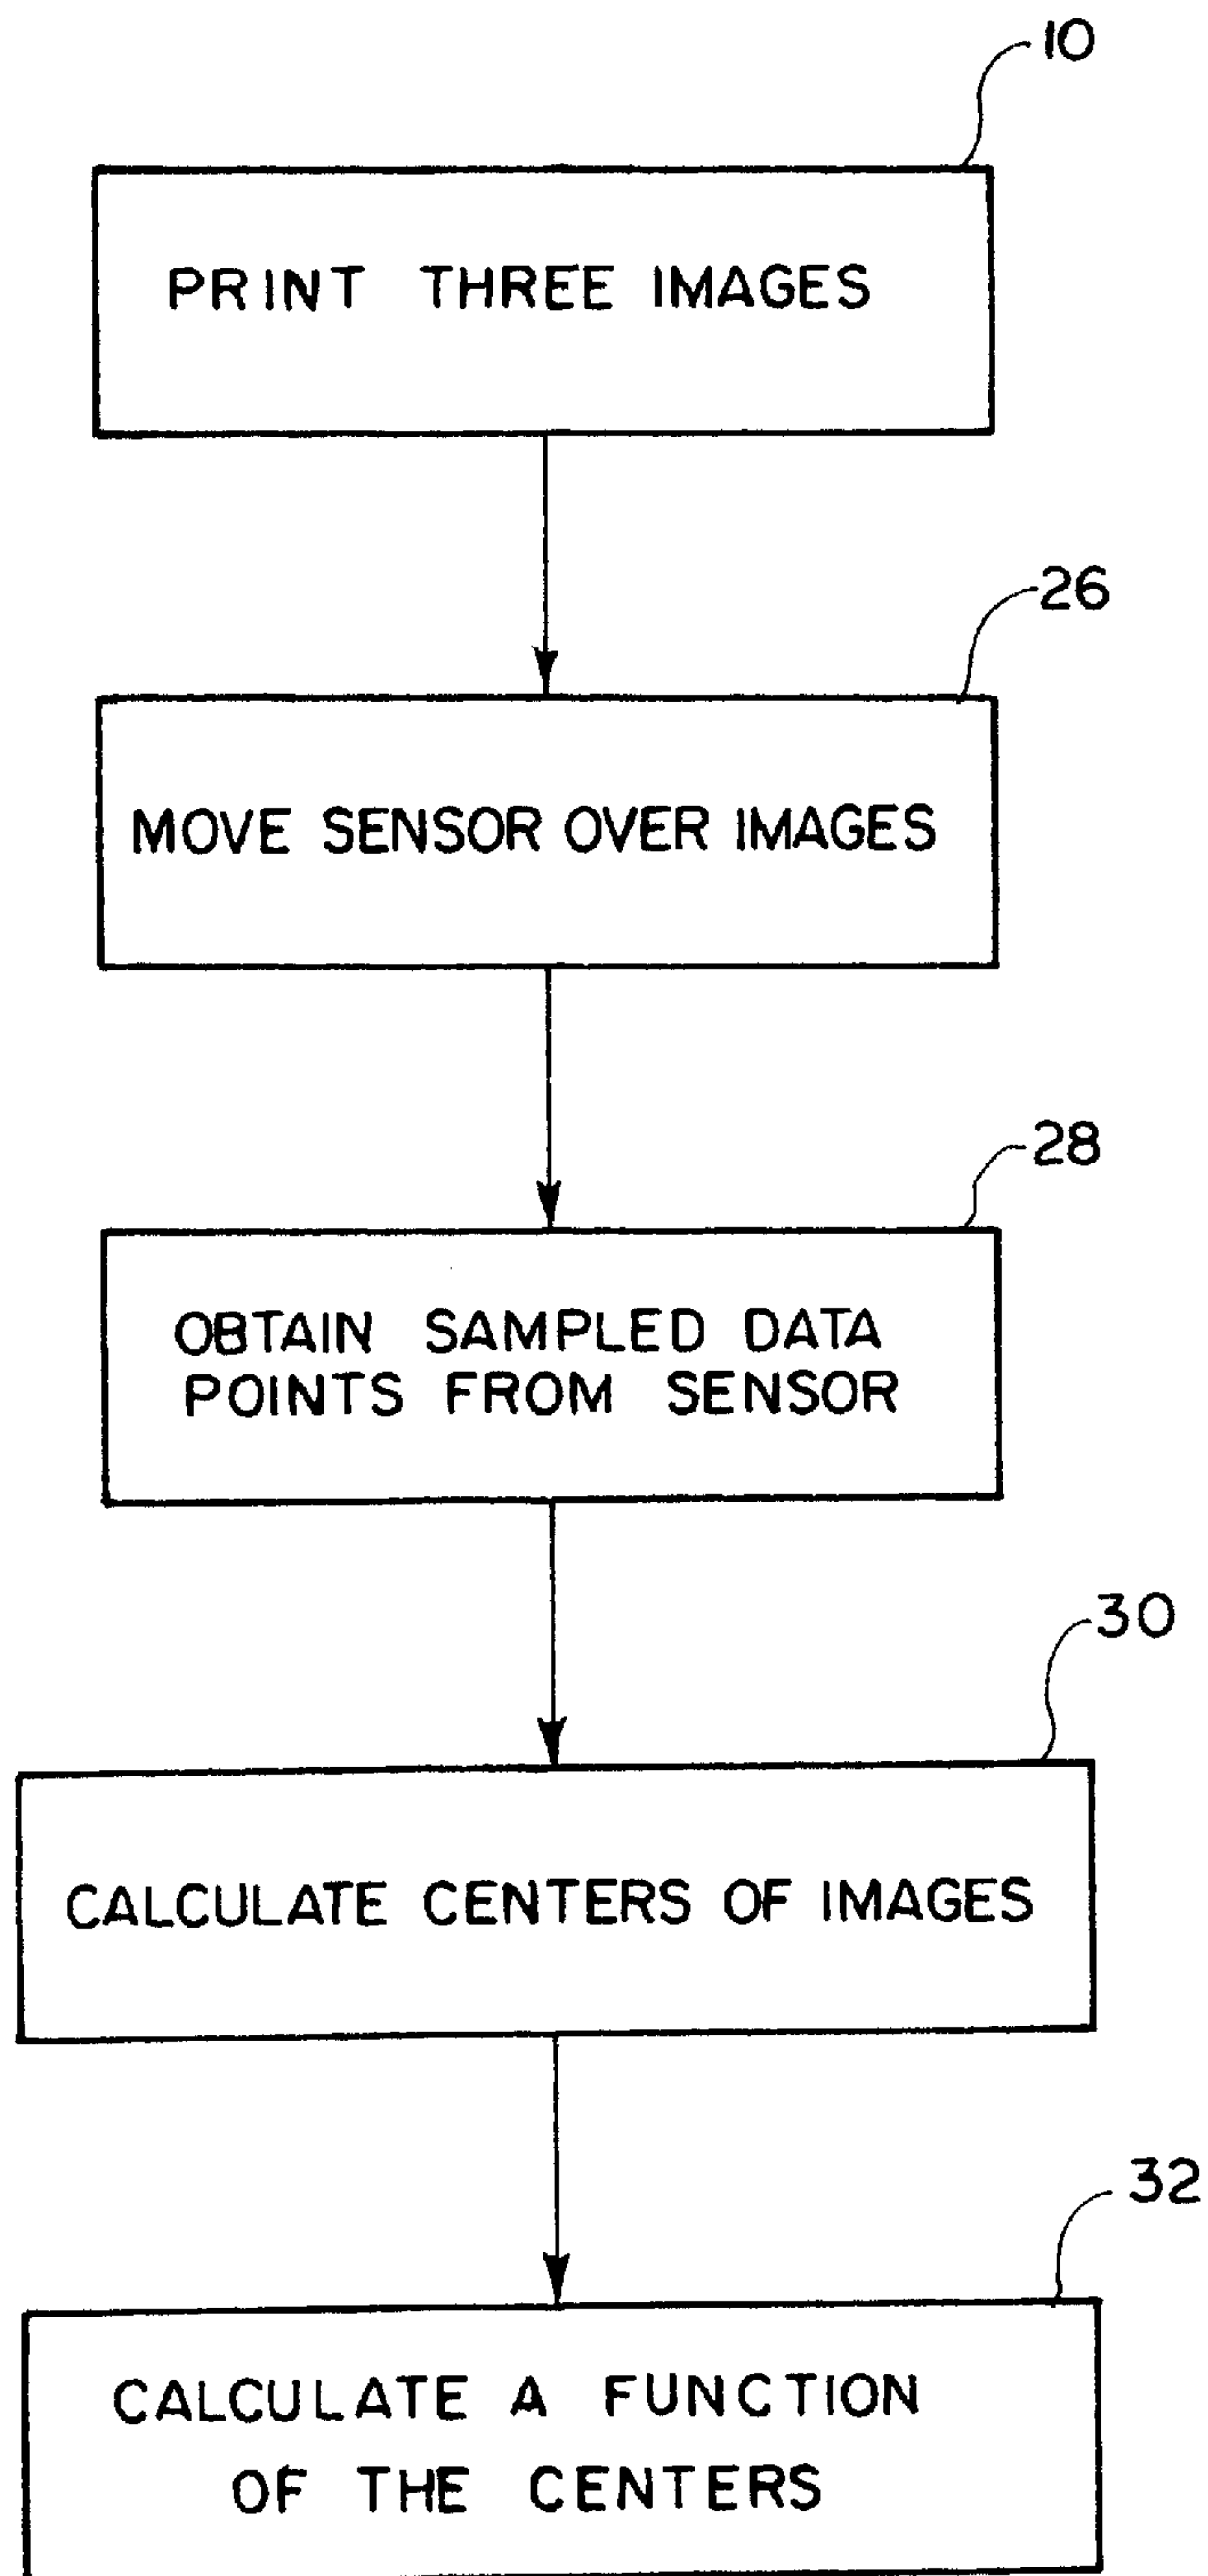 10
PRINT THREE IMAGES
26
MOVE SENSOR OVER IMAGES
28
OBTAIN SAMPLED DATA
POINTS FROM SENSOR
30
CALCULATE CENTERS OF IMAGES
32
CALCULATE A FUNCTION
OF THE CENTERS